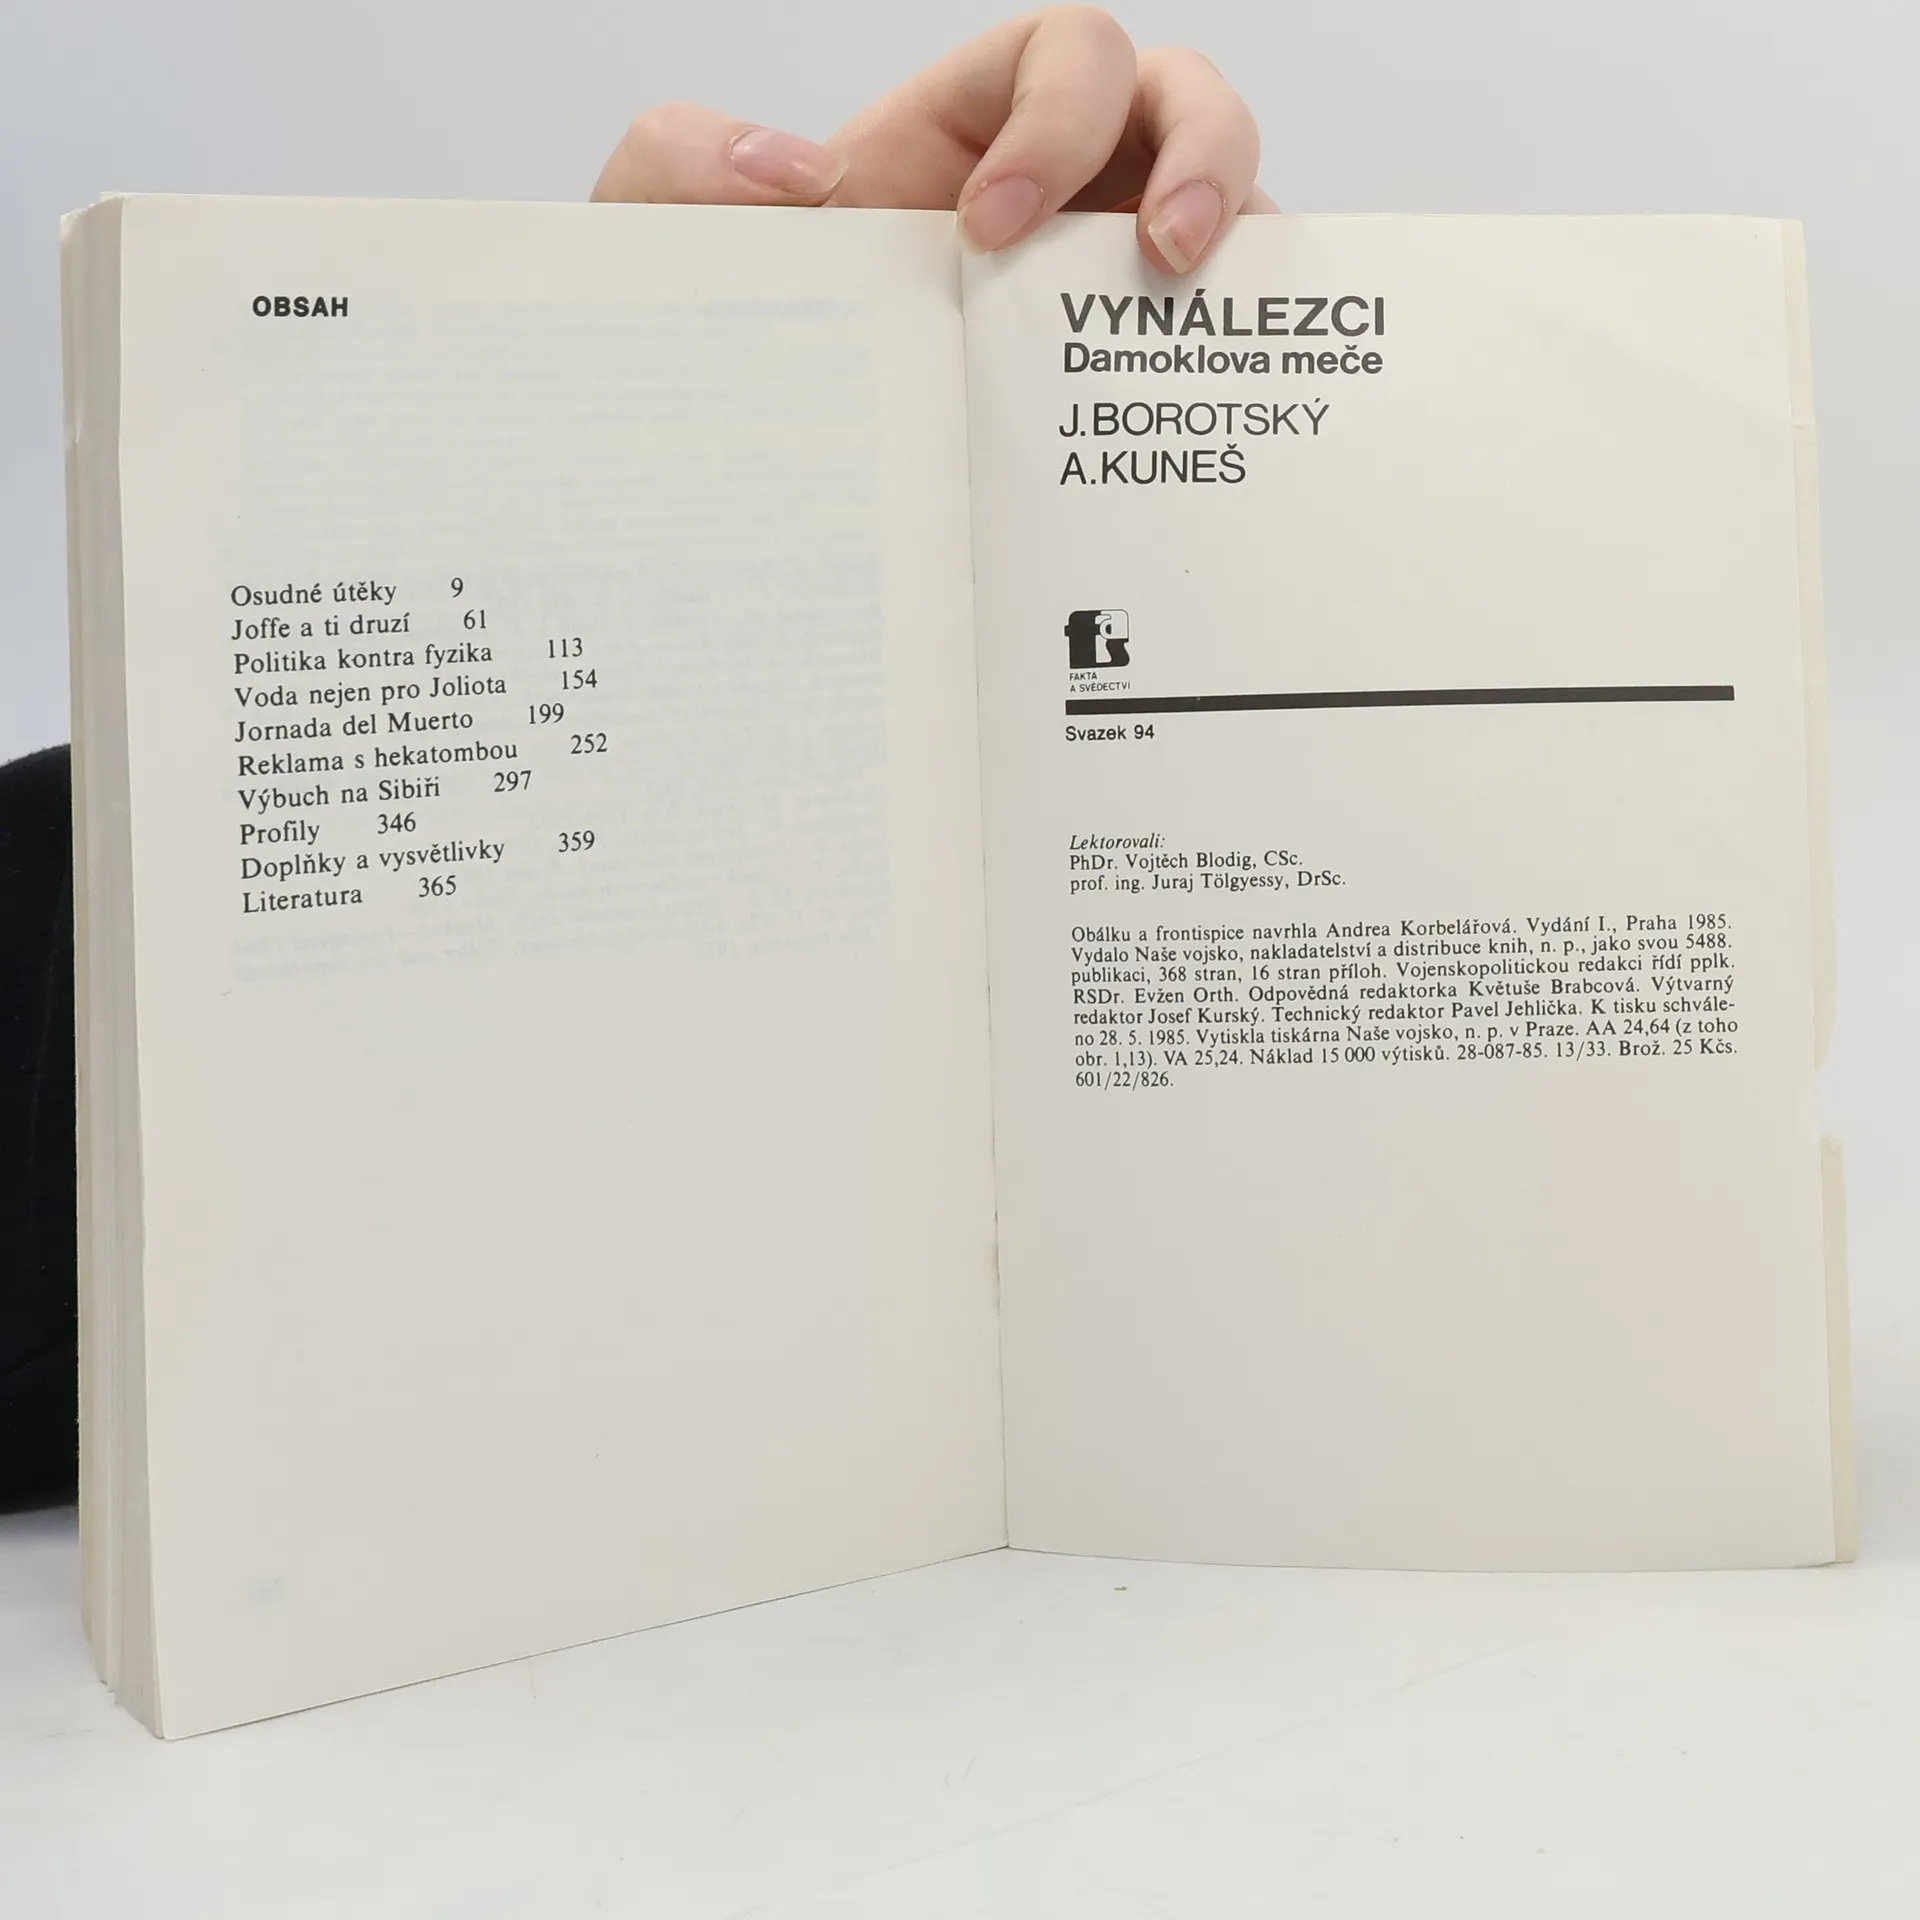 OBSAH
Osudné útěky 9
Joffe a ti druzí 61
Politika kontra fyzika 113
Voda nejen pro Joliota 154
Jornada del Muerto 199
Reklama s hekatombou 252
Výbuch na Sibiři 297
Profily 346
Doplňky a vysvětlivky 359
Literatura 365
VYNÁLEZCI
Damoklova meče
J.BOROTSKÝ
A.KUNEŠ
fas
FAKTA
A SVĚDECTVÍ
Svazek 94
Lektorovali:
PhDr. Vojtěch Blodig, CSc.
prof. ing. Juraj Tölgyessy, DrSc.
Obálku a frontispice navrhla Andrea Korbelářová. Vydání I., Praha 1985.
Vydalo Naše vojsko, nakladatelství a distribuce knih, n. p., jako svou 5488.
publikaci, 368 stran, 16 stran příloh. Vojenskopolitickou redakci řídí pplk.
RSDr. Evžen Orth. Odpovědná redaktorka Květuše Brabcová. Výtvarný
redaktor Josef Kurský. Technický redaktor Pavel Jehlička. K tisku schvále-
no 28. 5. 1985. Vytiskla tiskárna Naše vojsko, n. p. v Praze. AA 24,64 (z toho
obr. 1,13). VA 25,24. Náklad 15 000 výtisků. 28-087-85. 13/33. Brož. 25 Kčs.
601/22/826.